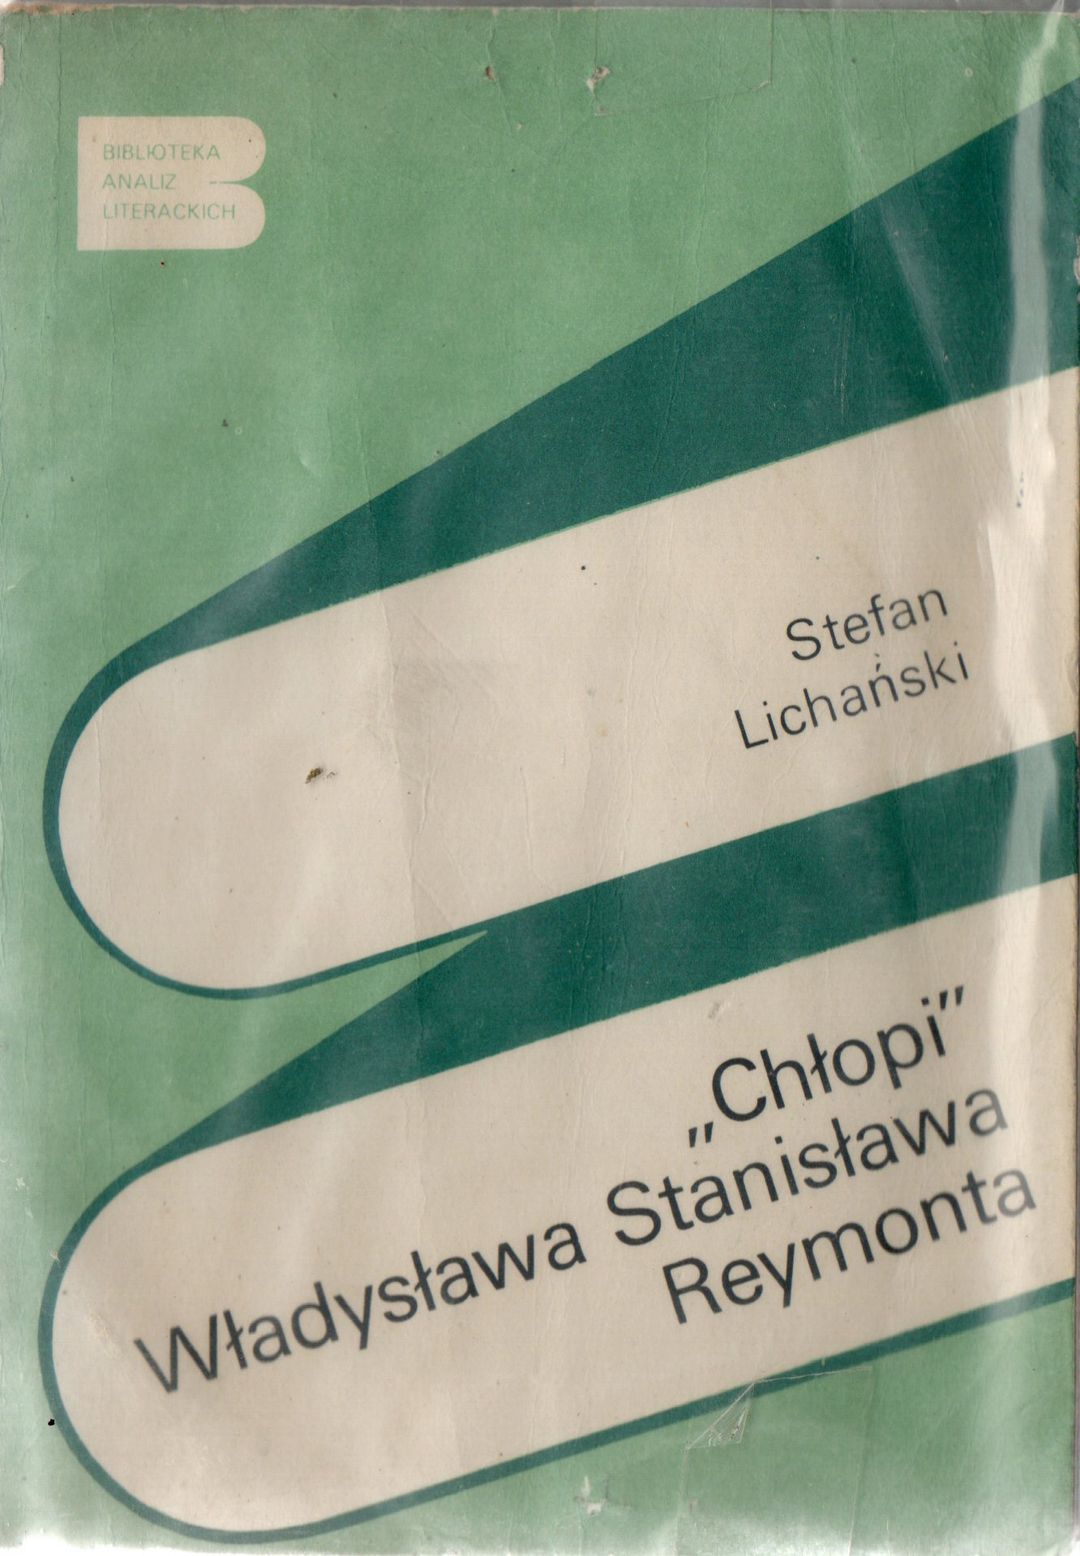 BIBLIOTEKA
ANALIZ
LITERACKICH
Stefan
Lichański
„Chłopi”
Władysława Stanisława
Reymonta